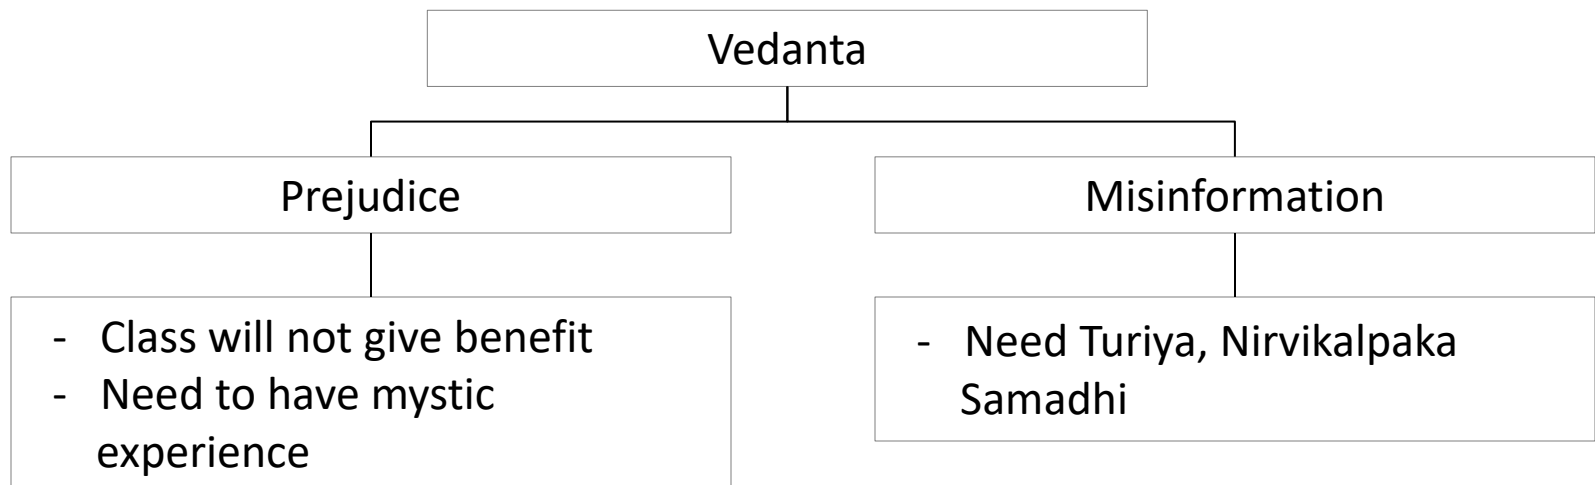 Vedanta
Prejudice
Misinformation
- Class will not give benefit
- Need to have mystic
experience
- Need Turiya, Nirvikalpaka
Samadhi